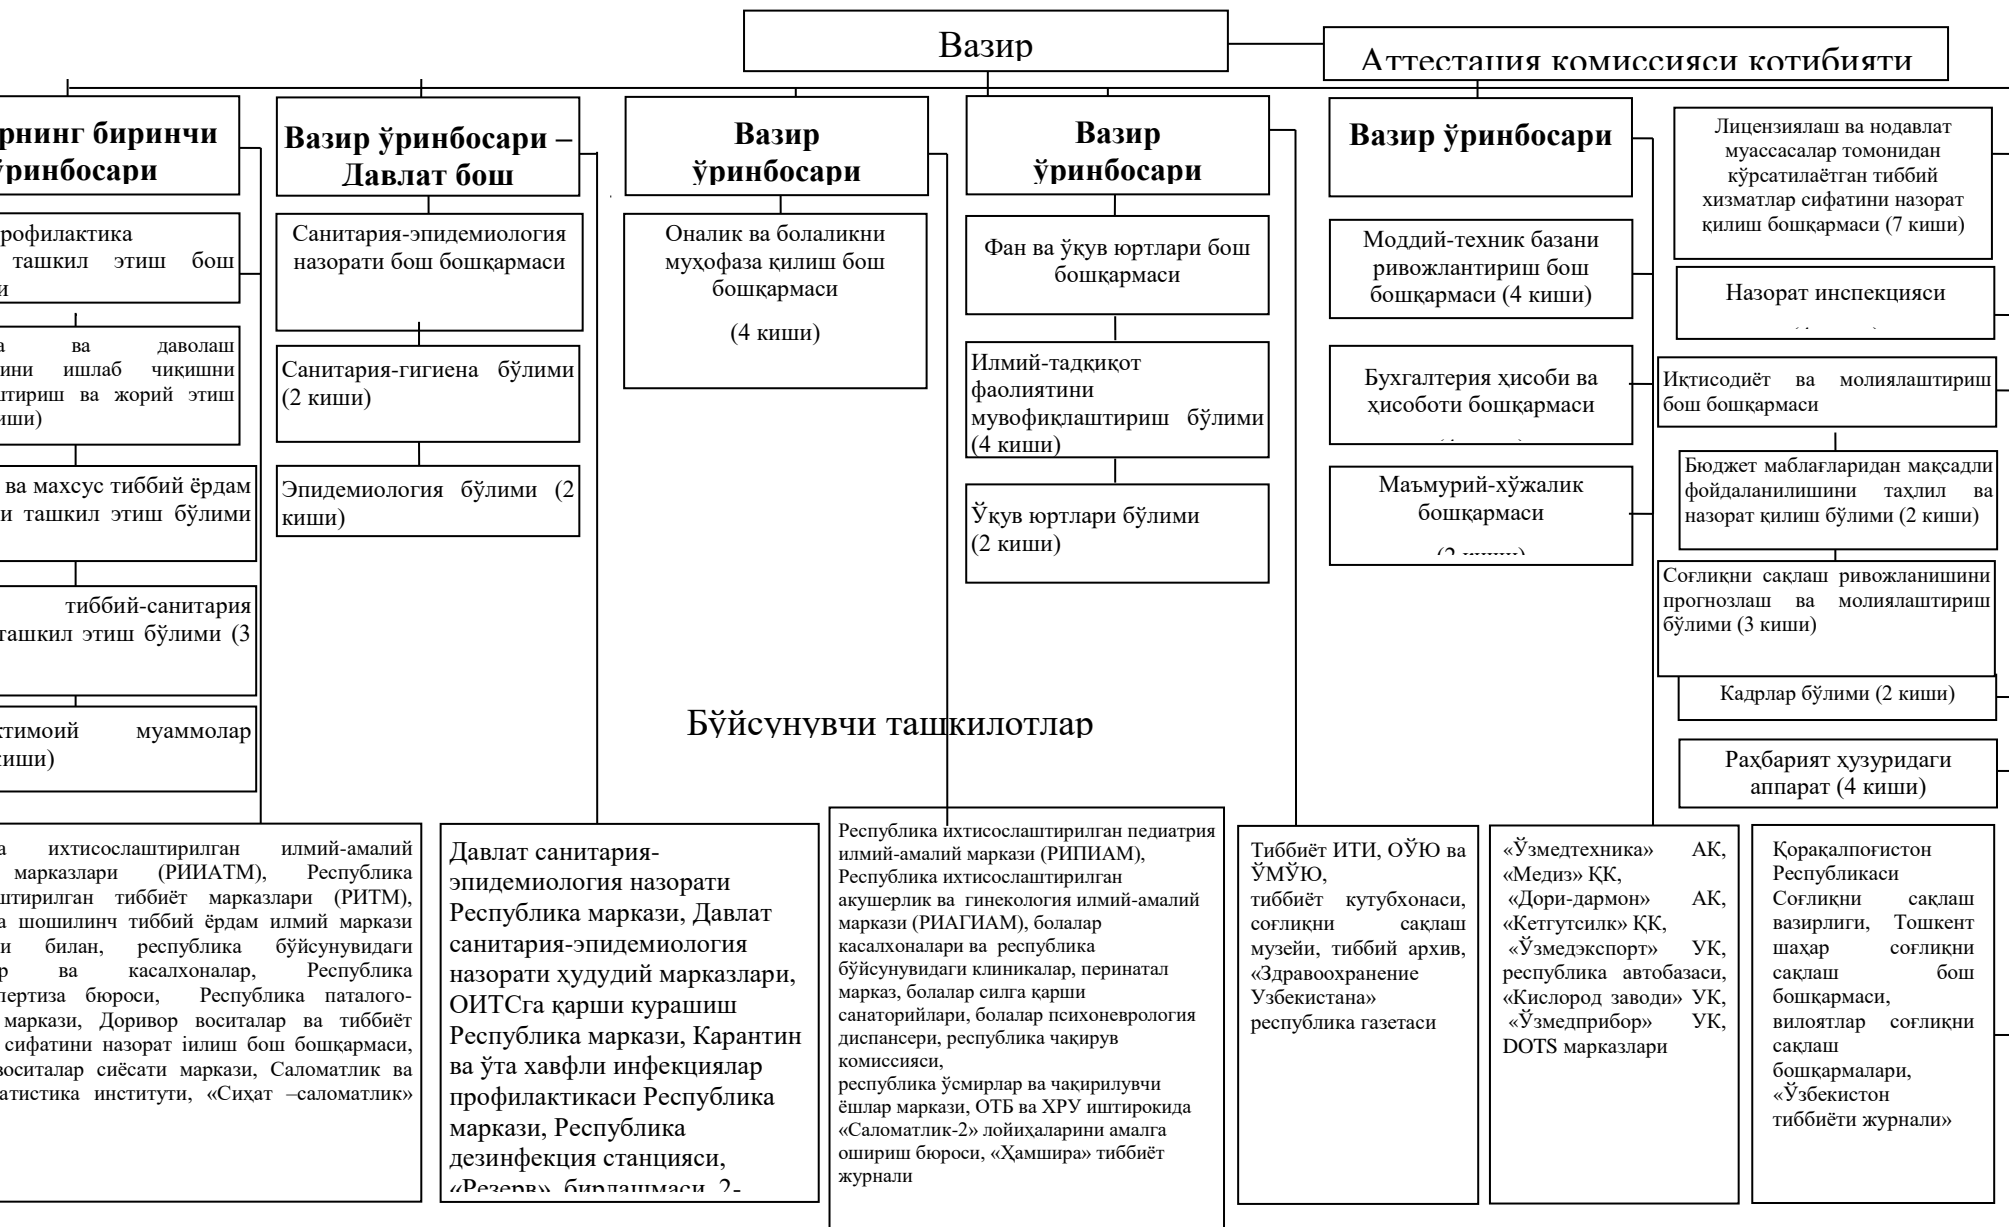 Вазир
Аттестация комиссияси котибияти
рнинг биринчи
ўринбосари
Вазир ўринбосари –
Давлат бош
Вазир
ўринбосари
Вазир
ўринбосари
Вазир ўринбосари
Лицензиялаш ва нодавлат
муассасалар томонидан
кўрсатилаётган тиббий
хизматлар сифатини назорат
қилиш бошқармаси (7 киши)
рофилактика
ташкил этиш бош
и
Санитария-эпидемиология
назорати бош бошқармаси
Оналик ва болаликни
муҳофаза қилиш бош
бошқармаси
(4 киши)
Фан ва ўқув юртлари бош
бошқармаси
Моддий-техник базани
ривожлантириш бош
бошқармаси (4 киши)
Назорат инспекцияси
а ва даволаш
ини ишлаб чиқишни
штириш ва жорий этиш
иши)
Санитария-гигиена бўлими
(2 киши)
Илмий-тадқиқот
фаолиятини
мувофиқлаштириш бўлими
(4 киши)
Бухгалтерия ҳисоби ва
ҳисоботи бошқармаси
Иқтисодиёт ва молиялаштириш
бош бошқармаси
ва махсус тиббий ёрдам
и ташкил этиш бўлими
Эпидемиология бўлими (2
киши)
Ўқув юртлари бўлими
(2 киши)
Маъмурий-хўжалик
бошқармаси
(2 киши)
Бюджет маблағларидан мақсадли
фойдаланилишини таҳлил ва
назорат қилиш бўлими (2 киши)
тиббий-санитария
ташкил этиш бўлими (3
Соғлиқни сақлаш ривожланишини
прогнозлаш ва молиялаштириш
бўлими (3 киши)
Кадрлар бўлими (2 киши)
ктимоий муаммолар
киши)
Бўйсунувчи ташкилотлар
Раҳбарият ҳузуридаги
аппарат (4 киши)
а ихтисослаштирилган илмий-амалий
марказлари (РИИАТМ), Республика
штирилган тиббиёт марказлари (РИТМ),
а шошилинч тиббий ёрдам илмий маркази
и билан, республика бўйсунувидаги
р ва касалхоналар, Республика
пертиза бюроси, Республика паталого-
маркази, Доривор воситалар ва тиббиёт
сифатини назорат іилиш бош бошқармаси,
воситалар сиёсати маркази, Саломатлик ва
атистика институти, «Сиҳат –саломатлик»
Давлат санитария-
эпидемиология назорати
Республика маркази, Давлат
санитария-эпидемиология
назорати ҳудудий марказлари,
ОИТСга қарши курашиш
Республика маркази, Карантин
ва ўта хавфли инфекциялар
профилактикаси Республика
маркази, Республика
дезинфекция станцияси,
«Резерв» бирлашмаси, 2-
Республика ихтисослаштирилган педиатрия
илмий-амалий маркази (РИПИАМ),
Республика ихтисослаштирилган
акушерлик ва гинекология илмий-амалий
маркази (РИАГИАМ), болалар
касалхоналари ва республика
бўйсунувидаги клиникалар, перинатал
марказ, болалар силга қарши
санаторийлари, болалар психоневрология
диспансери, республика чақирув
комиссияси,
республика ўсмирлар ва чақирилувчи
ёшлар маркази, ОТБ ва ХРУ иштирокида
«Саломатлик-2» лойиҳаларини амалга
ошириш бюроси, «Ҳамшира» тиббиёт
журнали
Тиббиёт ИТИ, ОЎЮ ва
ЎМЎЮ,
тиббиёт кутубхонаси,
соғлиқни сақлаш
музейи, тиббий архив,
«Здравоохранение
Узбекистана»
республика газетаси
«Ўзмедтехника» АК,
«Медиз» ҚК,
«Дори-дармон» АК,
«Кетгутсилк» ҚК,
«Ўзмедэкспорт» УК,
республика автобазаси,
«Кислород заводи» УК,
«Ўзмедприбор» УК,
DOTS марказлари
Қорақалпоғистон
Республикаси
Соғлиқни сақлаш
вазирлиги, Тошкент
шаҳар соғлиқни
сақлаш бош
бошқармаси,
вилоятлар соғлиқни
сақлаш
бошқармалари,
«Ўзбекистон
тиббиёти журнали»